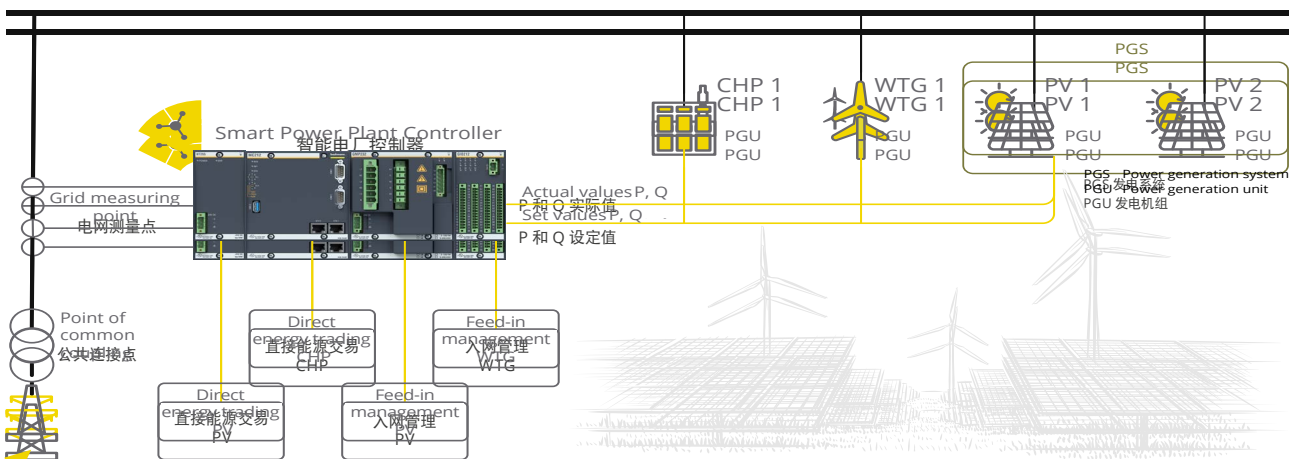 PGS
PGS
CHP 1
CHP 1
PGU
PGU
WTG 1
WTG 1
PGU
PGU
PV 1
PV 1
PGU
PGU
PV 2
PV 2
PGU
PGU
Smart Power Plant Controller
智能电厂控制器
PGS - Power generation system
PGS 发电系统
PGU - Power generation unit
PGU 发电机组
Grid measuring
point
电网测量点
Actual values P, Q
P 和 Q 实际值
Set values P, Q
P 和 Q 设定值
Point of
common
公共连接点
Direct
energy trading
直接能源交易
CHP
CHP
Feed-in
management
入网管理
WTG
WTG
Direct
energy trading
直接能源交易
PV
PV
Feed-in
management
入网管理
PV
PV